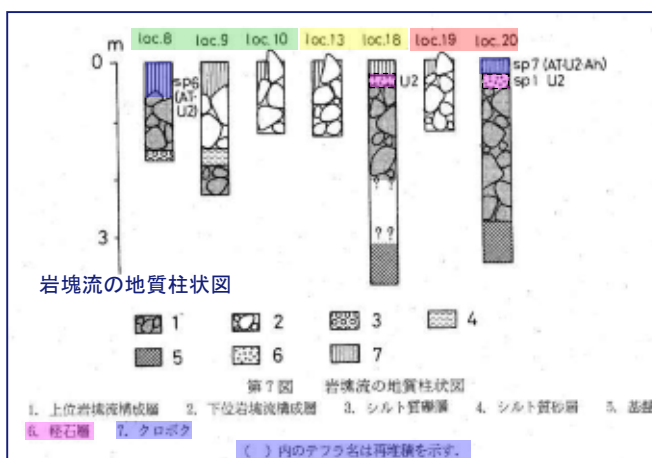 loc.8 loc.9 loc.10 loc.13 loc.18 loc.19 loc.20
m
0
sp6
(AT-
U2)
U2
sp7 (AT-U2-Ah)
sp1 U2
? ?
? ?
3
岩塊流の地質柱状図
1 2 3 4
5 6 7
第7図 岩塊流の地質柱状図
1. 上位岩塊流構成層 2. 下位岩塊流構成層 3. シルト質礫層 4. シルト質砂層 5. 基盤
6. 軽石層 7. クロボク
( ) 内のテフラ名は再堆積を示す.